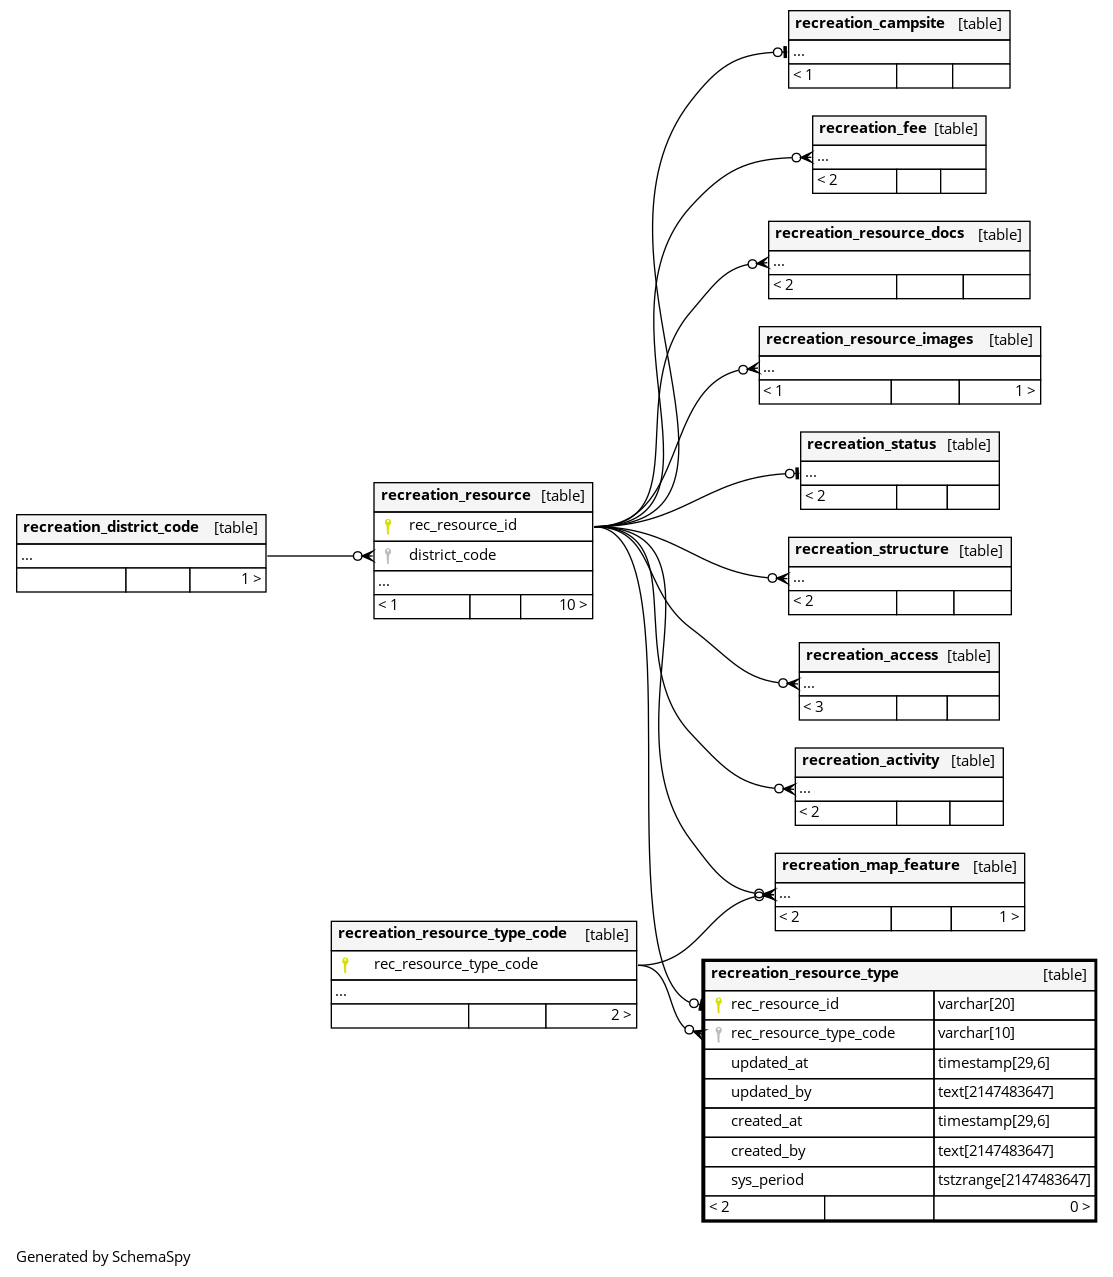 recreation_campsite [table]
...
< 1
recreation_fee [table]
...
< 2
recreation_resource_docs [table]
...
< 2
recreation_resource_images [table]
...
< 1 1 >
recreation_status [table]
...
< 2
recreation_district_code [table]
...
1 >
recreation_resource [table]
rec_resource_id
district_code
...
< 1 10 >
recreation_structure [table]
...
< 2
recreation_access [table]
...
< 3
recreation_activity [table]
...
< 2
recreation_map_feature [table]
...
< 2 1 >
recreation_resource_type_code [table]
rec_resource_type_code
...
2 >
recreation_resource_type [table]
rec_resource_id varchar[20]
rec_resource_type_code varchar[10]
updated_at timestamp[29,6]
updated_by text[2147483647]
created_at timestamp[29,6]
created_by text[2147483647]
sys_period tstzrange[2147483647]
< 2 0 >
Generated by SchemaSpy